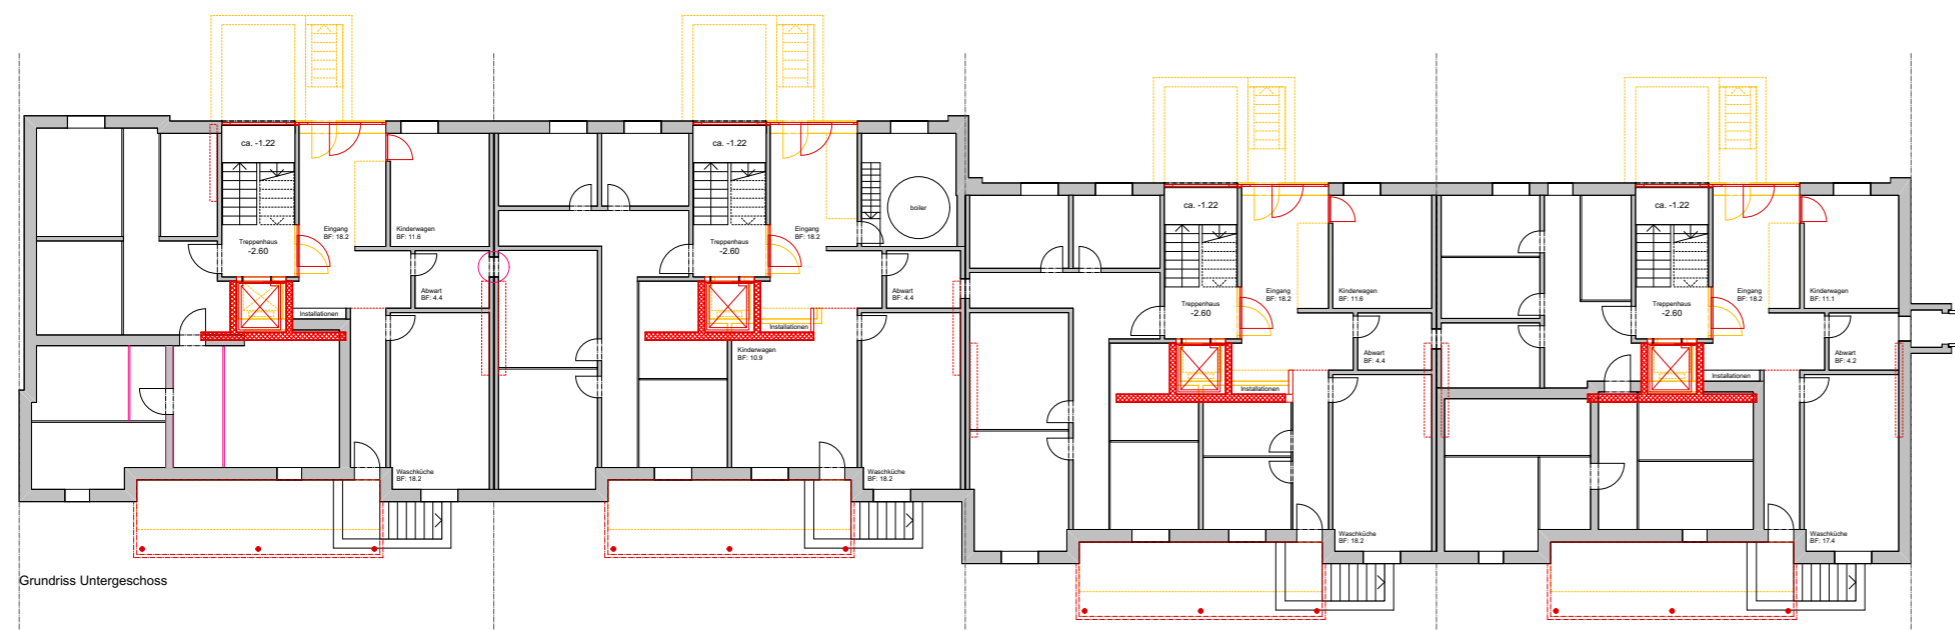 ca. -1.22
Treppenhaus
-2.60
Eingang
BF: 18.2
Kinderwagen
BF: 11.6
Abwart
BF: 4.4
Installationen
Waschküche
BF: 18.2
ca. -1.22
Treppenhaus
-2.60
Eingang
BF: 18.2
boiler
Abwart
BF: 4.4
Installationen
Kinderwagen
BF: 10.9
Waschküche
BF: 18.2
ca. -1.22
Treppenhaus
-2.60
Eingang
BF: 18.2
Kinderwagen
BF: 11.6
Abwart
BF: 4.4
Installationen
Waschküche
BF: 18.2
ca. -1.22
Treppenhaus
-2.60
Eingang
BF: 18.2
Kinderwagen
BF: 11.1
Abwart
BF: 4.2
Installationen
Waschküche
BF: 17.4
Grundriss Untergeschoss